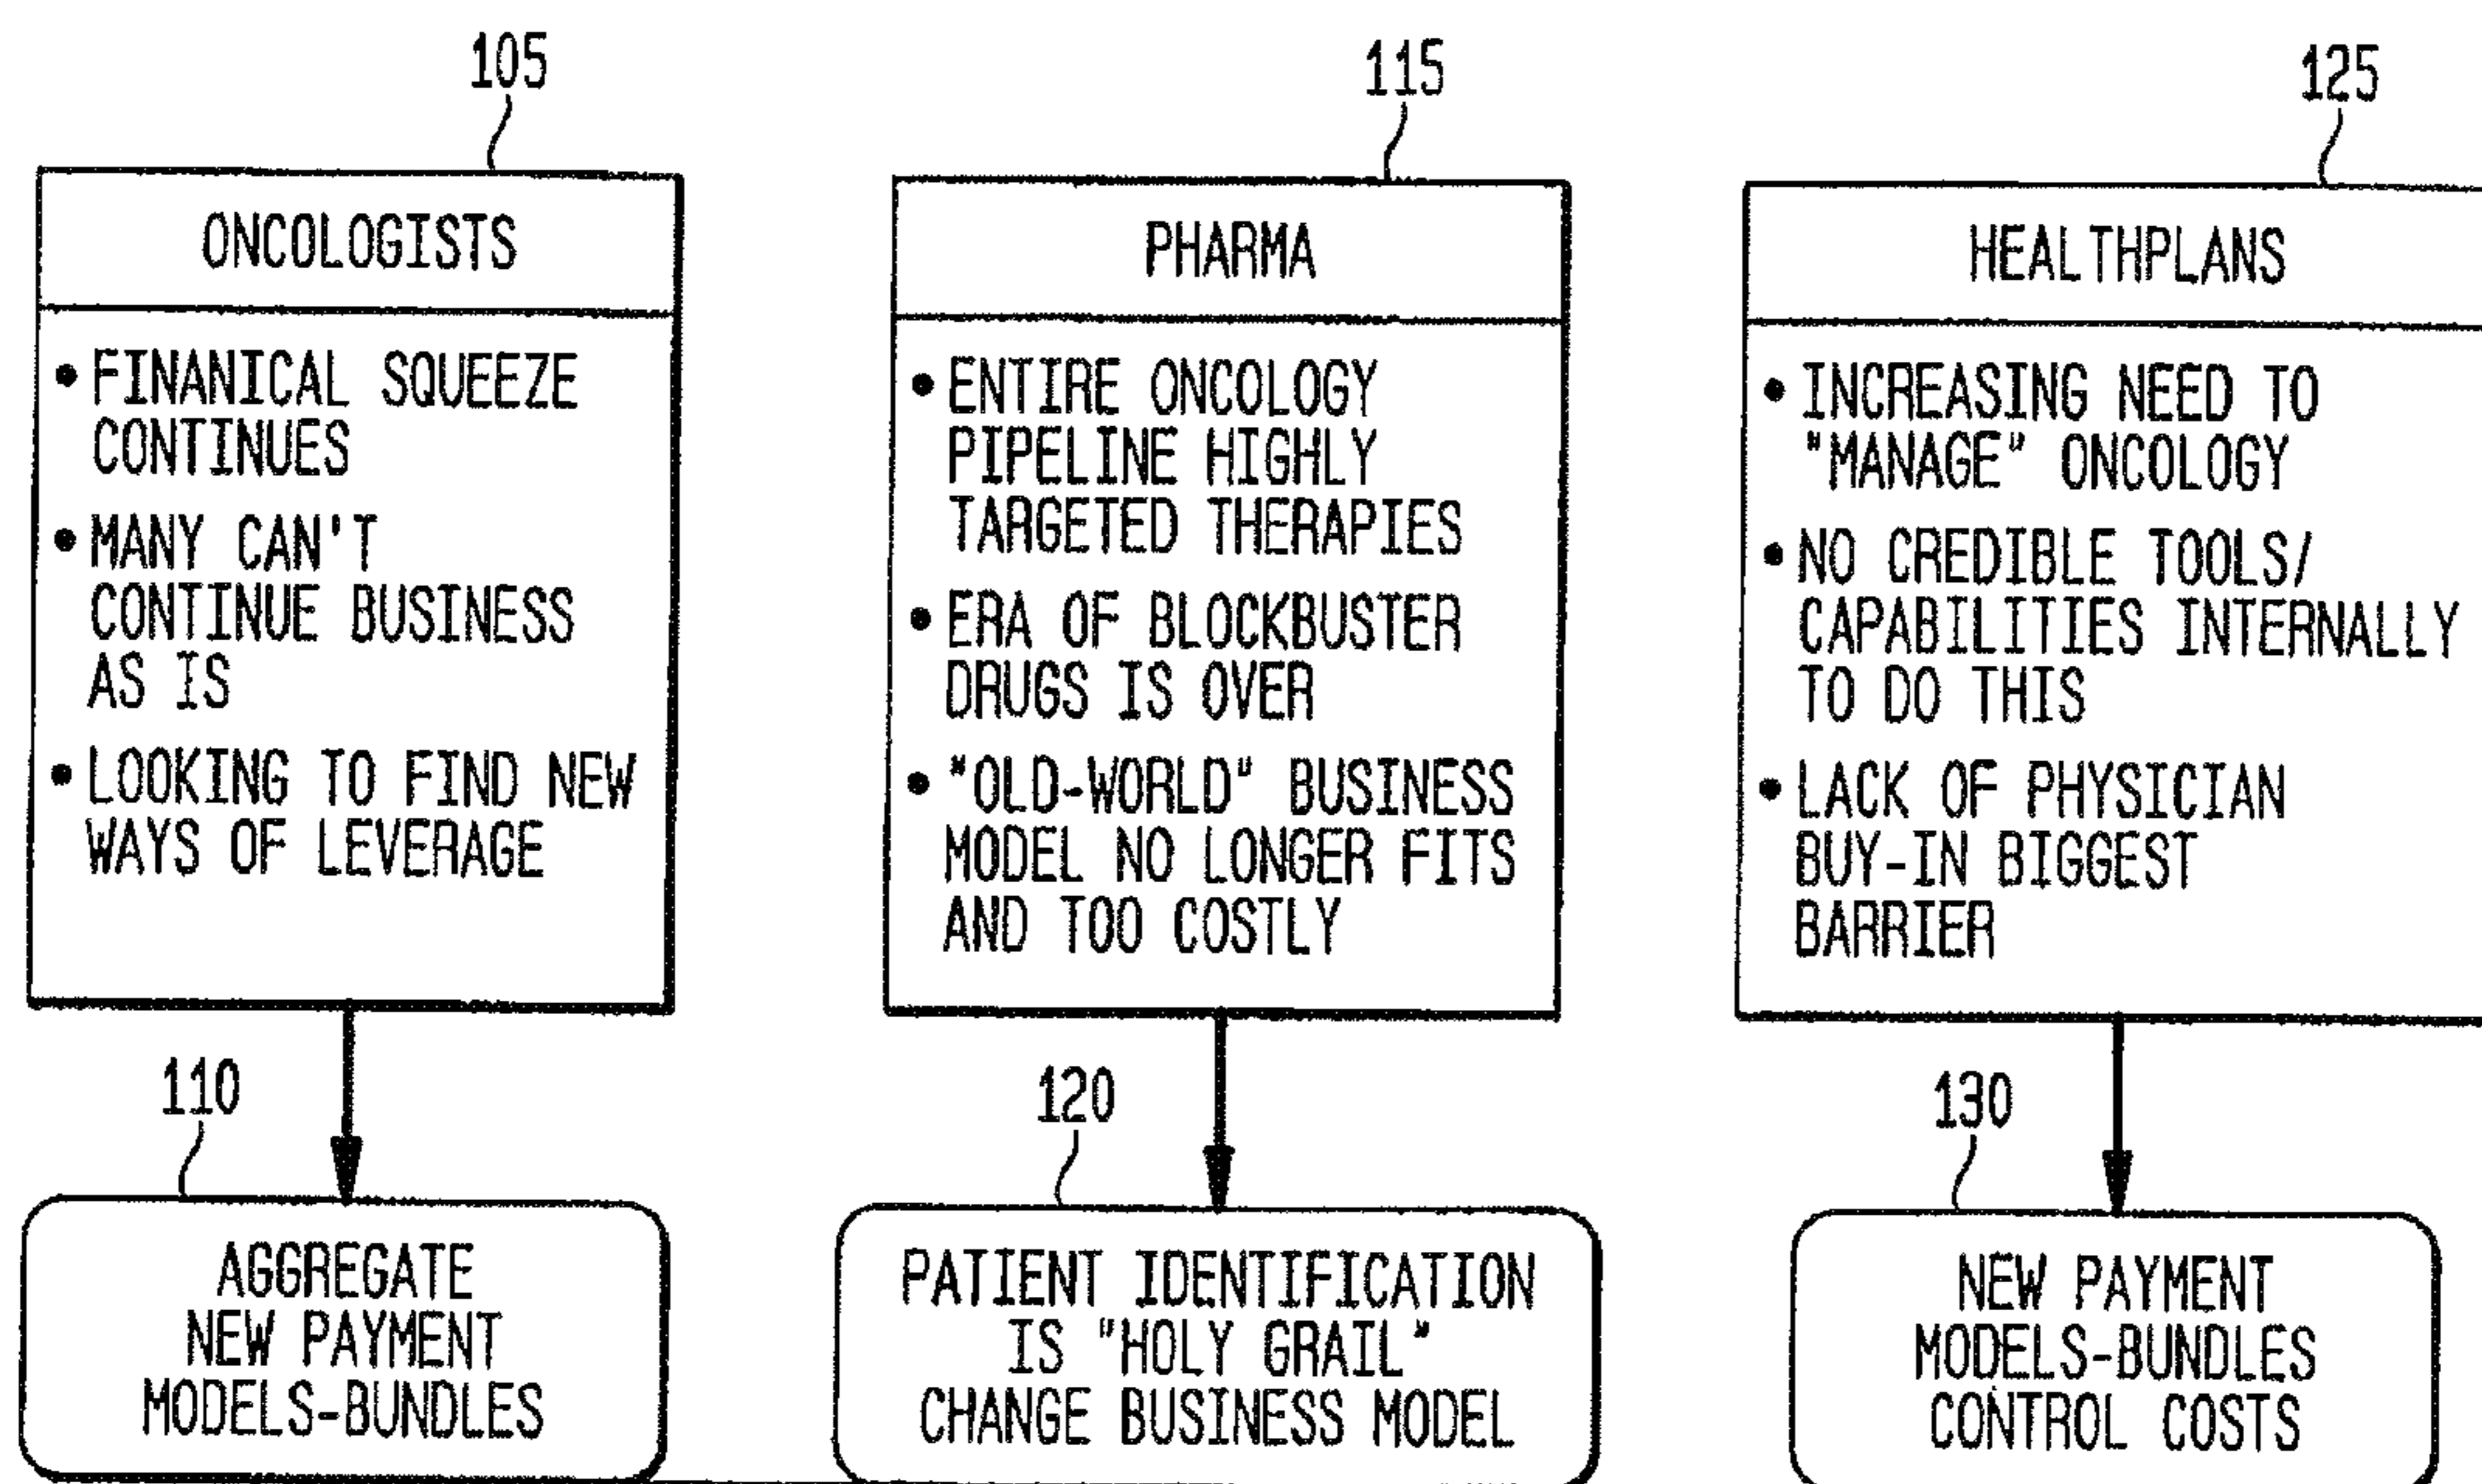 105
ONCOLOGISTS
• FINANICAL SQUEEZE
CONTINUES
• MANY CAN'T
CONTINUE BUSINESS
AS IS
• LOOKING TO FIND NEW
WAYS OF LEVERAGE
110
AGGREGATE
NEW PAYMENT
MODELS-BUNDLES
115
PHARMA
• ENTIRE ONCOLOGY
PIPELINE HIGHLY
TARGETED THERAPIES
• ERA OF BLOCKBUSTER
DRUGS IS OVER
• "OLD-WORLD" BUSINESS
MODEL NO LONGER FITS
AND TOO COSTLY
120
PATIENT IDENTIFICATION
IS "HOLY GRAIL"
CHANGE BUSINESS MODEL
125
HEALTHPLANS
• INCREASING NEED TO
"MANAGE" ONCOLOGY
• NO CREDIBLE TOOLS/
CAPABILITIES INTERNALLY
TO DO THIS
• LACK OF PHYSICIAN
BUY-IN BIGGEST
BARRIER
130
NEW PAYMENT
MODELS-BUNDLES
CONTROL COSTS